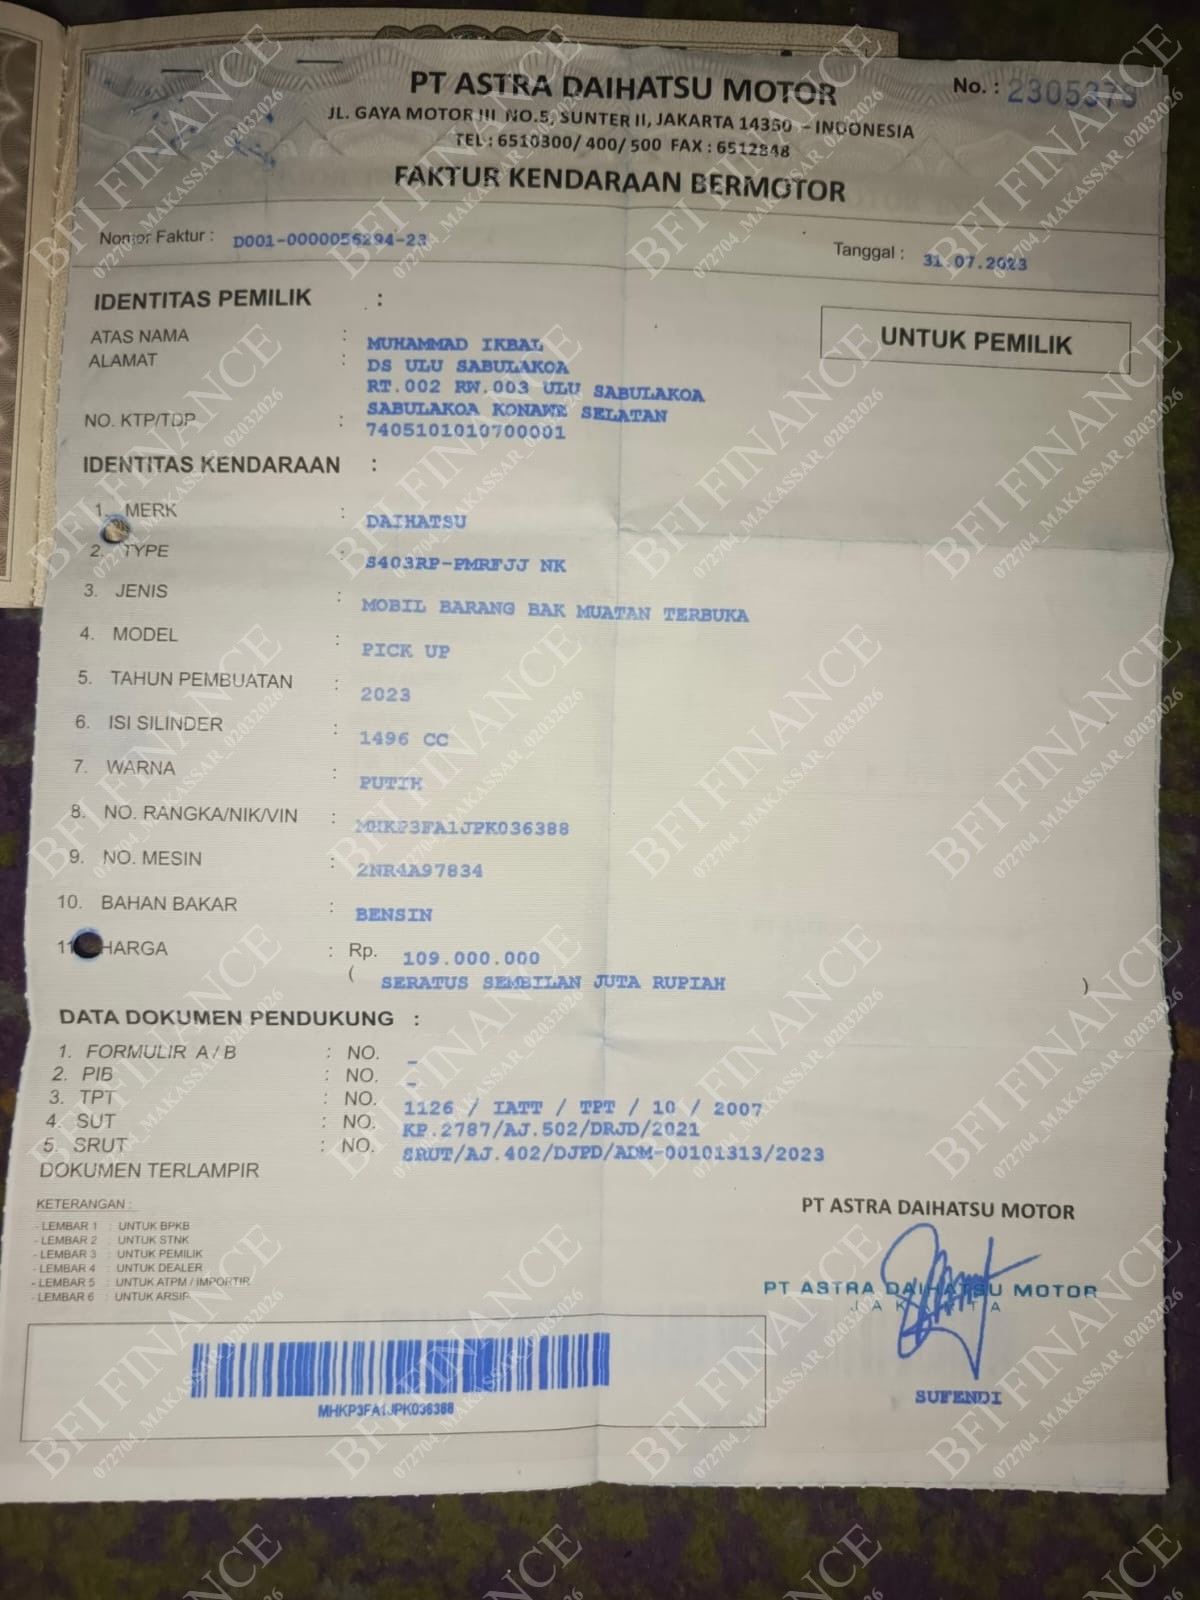 PT ASTRA DAIHATSU MOTOR
No. : 2305373
JL. GAYA MOTOR III NO.5, SUNTER II, JAKARTA 14350 - INDONESIA
TEL : 6510300/ 400/ 500 FAX : 6512848
FAKTUR KENDARAAN BERMOTOR
Nomor Faktur : D001-0000056294-23
Tanggal : 31.07.2023
IDENTITAS PEMILIK :
UNTUK PEMILIK
ATAS NAMA : MUHAMMAD IKBAL
ALAMAT : DS ULU SABULAKOA
RT.002 RW.003 ULU SABULAKOA
SABULAKOA KONAWE SELATAN
NO. KTP/TDP : 7405101010700001
IDENTITAS KENDARAAN :
1. MERK : DAIHATSU
2. TYPE : S403RP-PMRFJJ NK
3. JENIS : MOBIL BARANG BAK MUATAN TERBUKA
4. MODEL : PICK UP
5. TAHUN PEMBUATAN : 2023
6. ISI SILINDER : 1496 CC
7. WARNA : PUTIH
8. NO. RANGKA/NIK/VIN : MHKP3FA1JPK036388
9. NO. MESIN : 2NR4A97834
10. BAHAN BAKAR : BENSIN
11. HARGA : Rp. 109.000.000
( SERATUS SEMBILAN JUTA RUPIAH )
DATA DOKUMEN PENDUKUNG :
1. FORMULIR A / B : NO. -
2. PIB : NO. -
3. TPT : NO. 1126 / IATT / TPT / 10 / 2007
4. SUT : NO. KP.2787/AJ.502/DRJD/2021
5. SRUT : NO. SRUT/AJ.402/DJPD/ADM-00101313/2023
DOKUMEN TERLAMPIR
KETERANGAN :
- LEMBAR 1 : UNTUK BPKB
- LEMBAR 2 : UNTUK STNK
- LEMBAR 3 : UNTUK PEMILIK
- LEMBAR 4 : UNTUK DEALER
- LEMBAR 5 : UNTUK ATPM / IMPORTIR
- LEMBAR 6 : UNTUK ARSIP
PT ASTRA DAIHATSU MOTOR
PT ASTRA DAIHATSU MOTOR
JAKARTA
SUFENDI
MHKP3FA1JPK036388
BFI FINANCE
072704_MAKASSAR_02032026